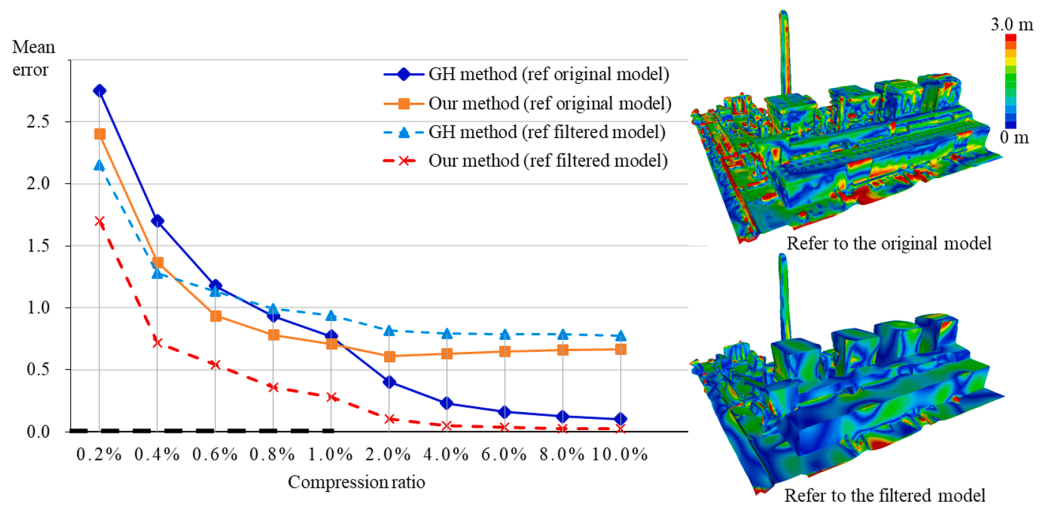 Mean
error
2.5
2.0
1.5
1.0
0.5
0.0
0.2% 0.4% 0.6% 0.8% 1.0% 2.0% 4.0% 6.0% 8.0% 10.0%
Compression ratio
GH method (ref original model)
Our method (ref original model)
GH method (ref filtered model)
Our method (ref filtered model)
3.0 m
0 m
Refer to the original model
Refer to the filtered model